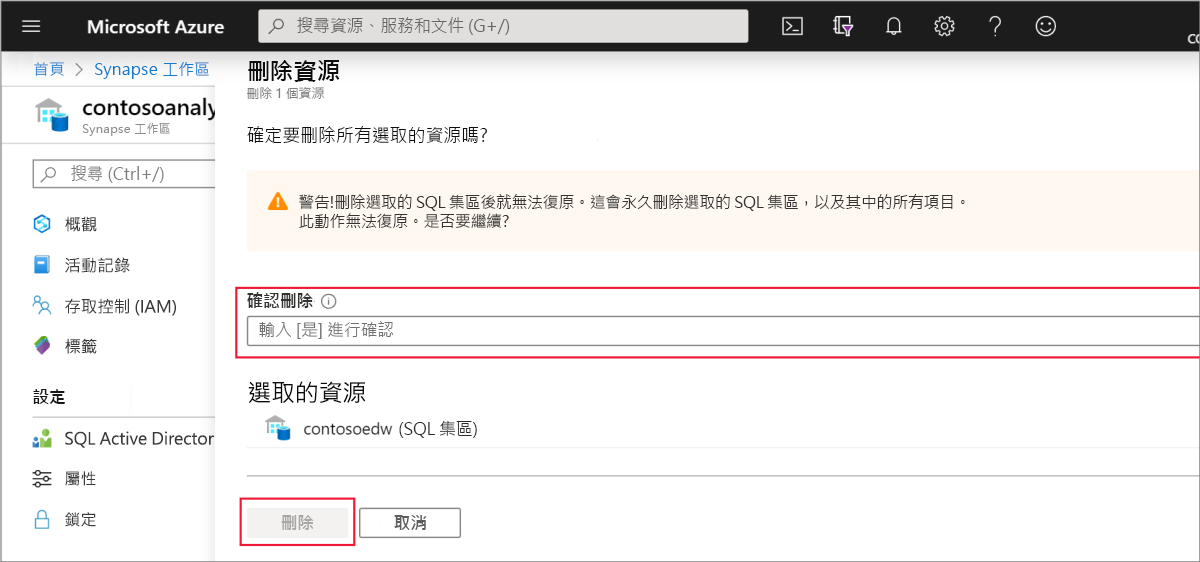 Microsoft Azure
搜尋資源、服務和文件 (G+/)
首頁 > Synapse 工作區
contosoanaly
Synapse 工作區
搜尋 (Ctrl+/)
概觀
活動記錄
存取控制 (IAM)
標籤
設定
SQL Active Director
屬性
鎖定
刪除資源
刪除 1 個資源
確定要刪除所有選取的資源嗎?
警告!刪除選取的 SQL 集區後就無法復原。這會永久刪除選取的 SQL 集區，以及其中的所有項目。
此動作無法復原。是否要繼續?
確認刪除
輸入 [是] 進行確認
選取的資源
contosoedw (SQL 集區)
刪除
取消